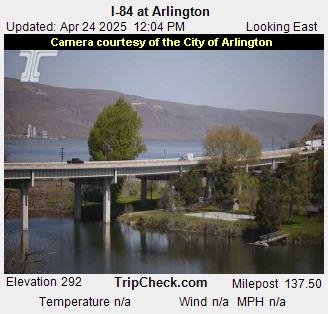 I-84 at Arlington
Updated: Apr 24 2025 12:04 PM Looking East
Camera courtesy of the City of Arlington
Elevation 292 TripCheck.com Milepost 137.50
Temperature n/a Wind n/a MPH n/a